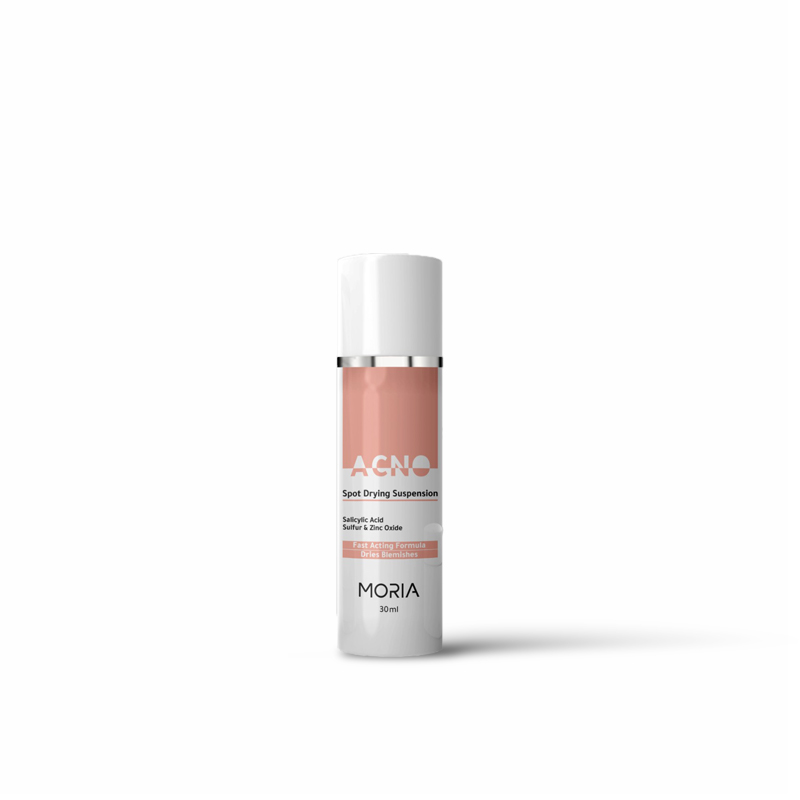 ACNO
Spot Drying Suspension
Salicylic Acid
Sulfur & Zinc Oxide
Fast Acting Formula
Dries Blemishes
MORIA
30ml